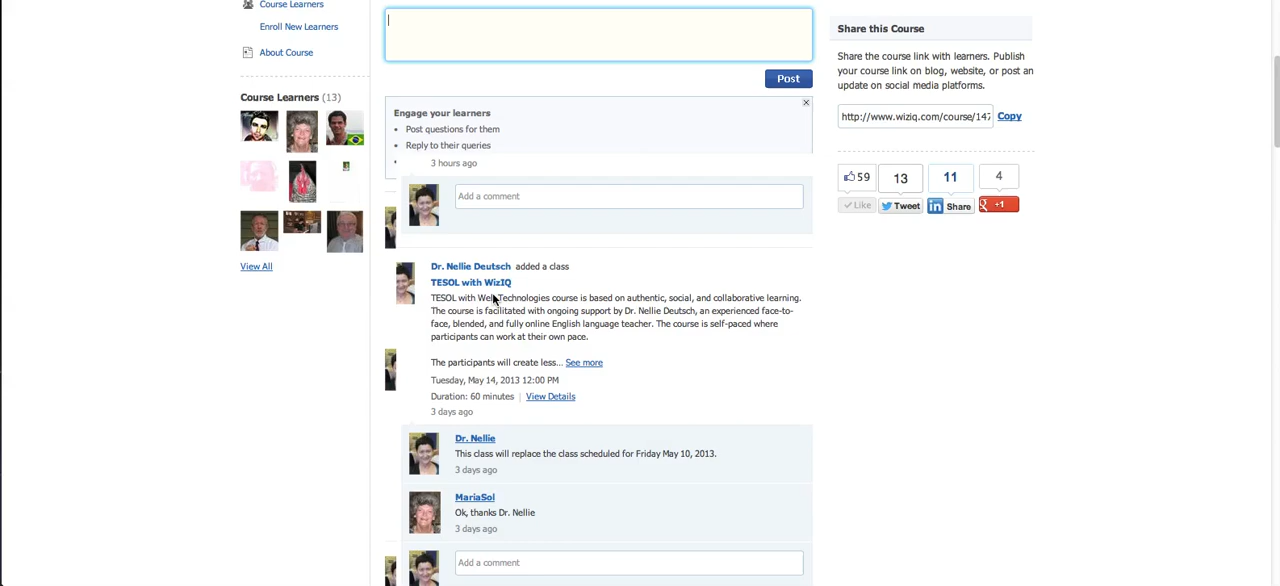 Course Learners
Enroll New Learners
About Course
Course Learners (13)
View All
Post
Engage your learners
• Post questions for them
• Reply to their queries
•
3 hours ago
Add a comment
Dr. Nellie Deutsch added a class
TESOL with WizIQ
TESOL with Web Technologies course is based on authentic, social, and collaborative learning.
The course is facilitated with ongoing support by Dr. Nellie Deutsch, an experienced face-to-
face, blended, and fully online English language teacher. The course is self-paced where
participants can work at their own pace.
The participants will create less... See more
Tuesday, May 14, 2013 12:00 PM
Duration: 60 minutes | View Details
3 days ago
Dr. Nellie
This class will replace the class scheduled for Friday May 10, 2013.
3 days ago
MariaSol
Ok, thanks Dr. Nellie
3 days ago
Add a comment
Share this Course
Share the course link with learners. Publish
your course link on blog, website, or post an
update on social media platforms.
http://www.wiziq.com/course/147 Copy
59 13 11 4
Like Tweet in Share g +1